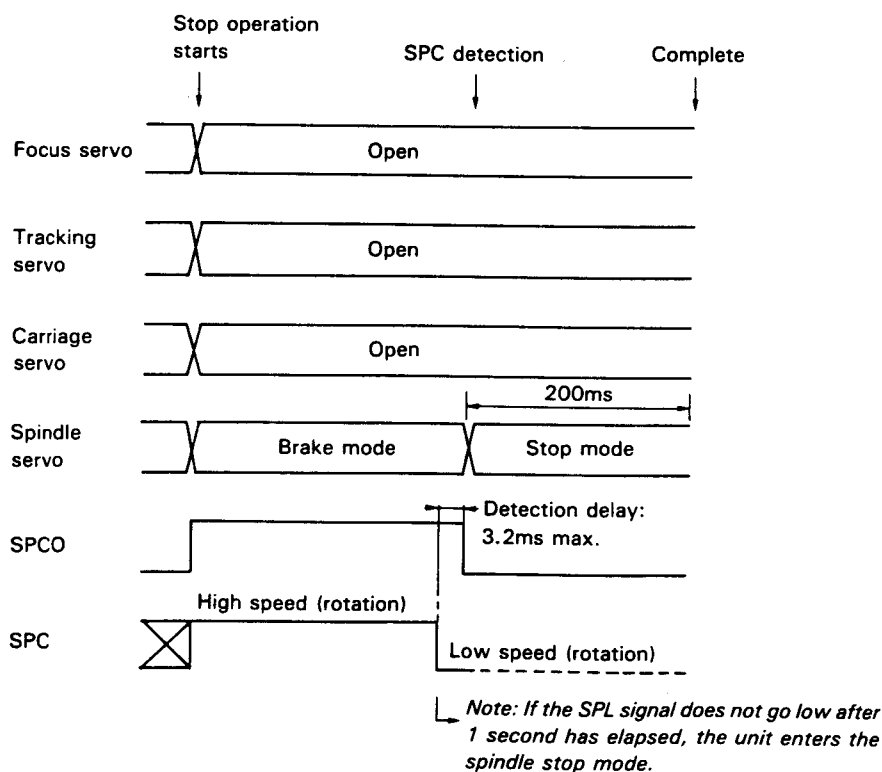 Stop operation
starts
SPC detection
Complete
Focus servo
Open
Tracking
servo
Open
Carriage
servo
Open
200ms
Spindle
servo
Brake mode
Stop mode
Detection delay:
3.2ms max.
SPCO
High speed (rotation)
SPC
Low speed (rotation)
Note: If the SPL signal does not go low after
1 second has elapsed, the unit enters the
spindle stop mode.